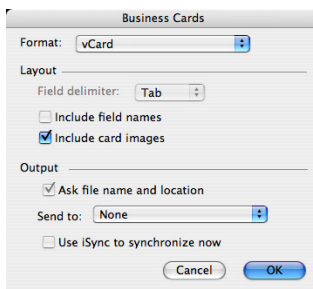 Business Cards
Format: vCard
Layout
Field delimiter: Tab
Include field names
Include card images
Output
Ask file name and location
Send to: None
Use iSync to synchronize now
Cancel OK